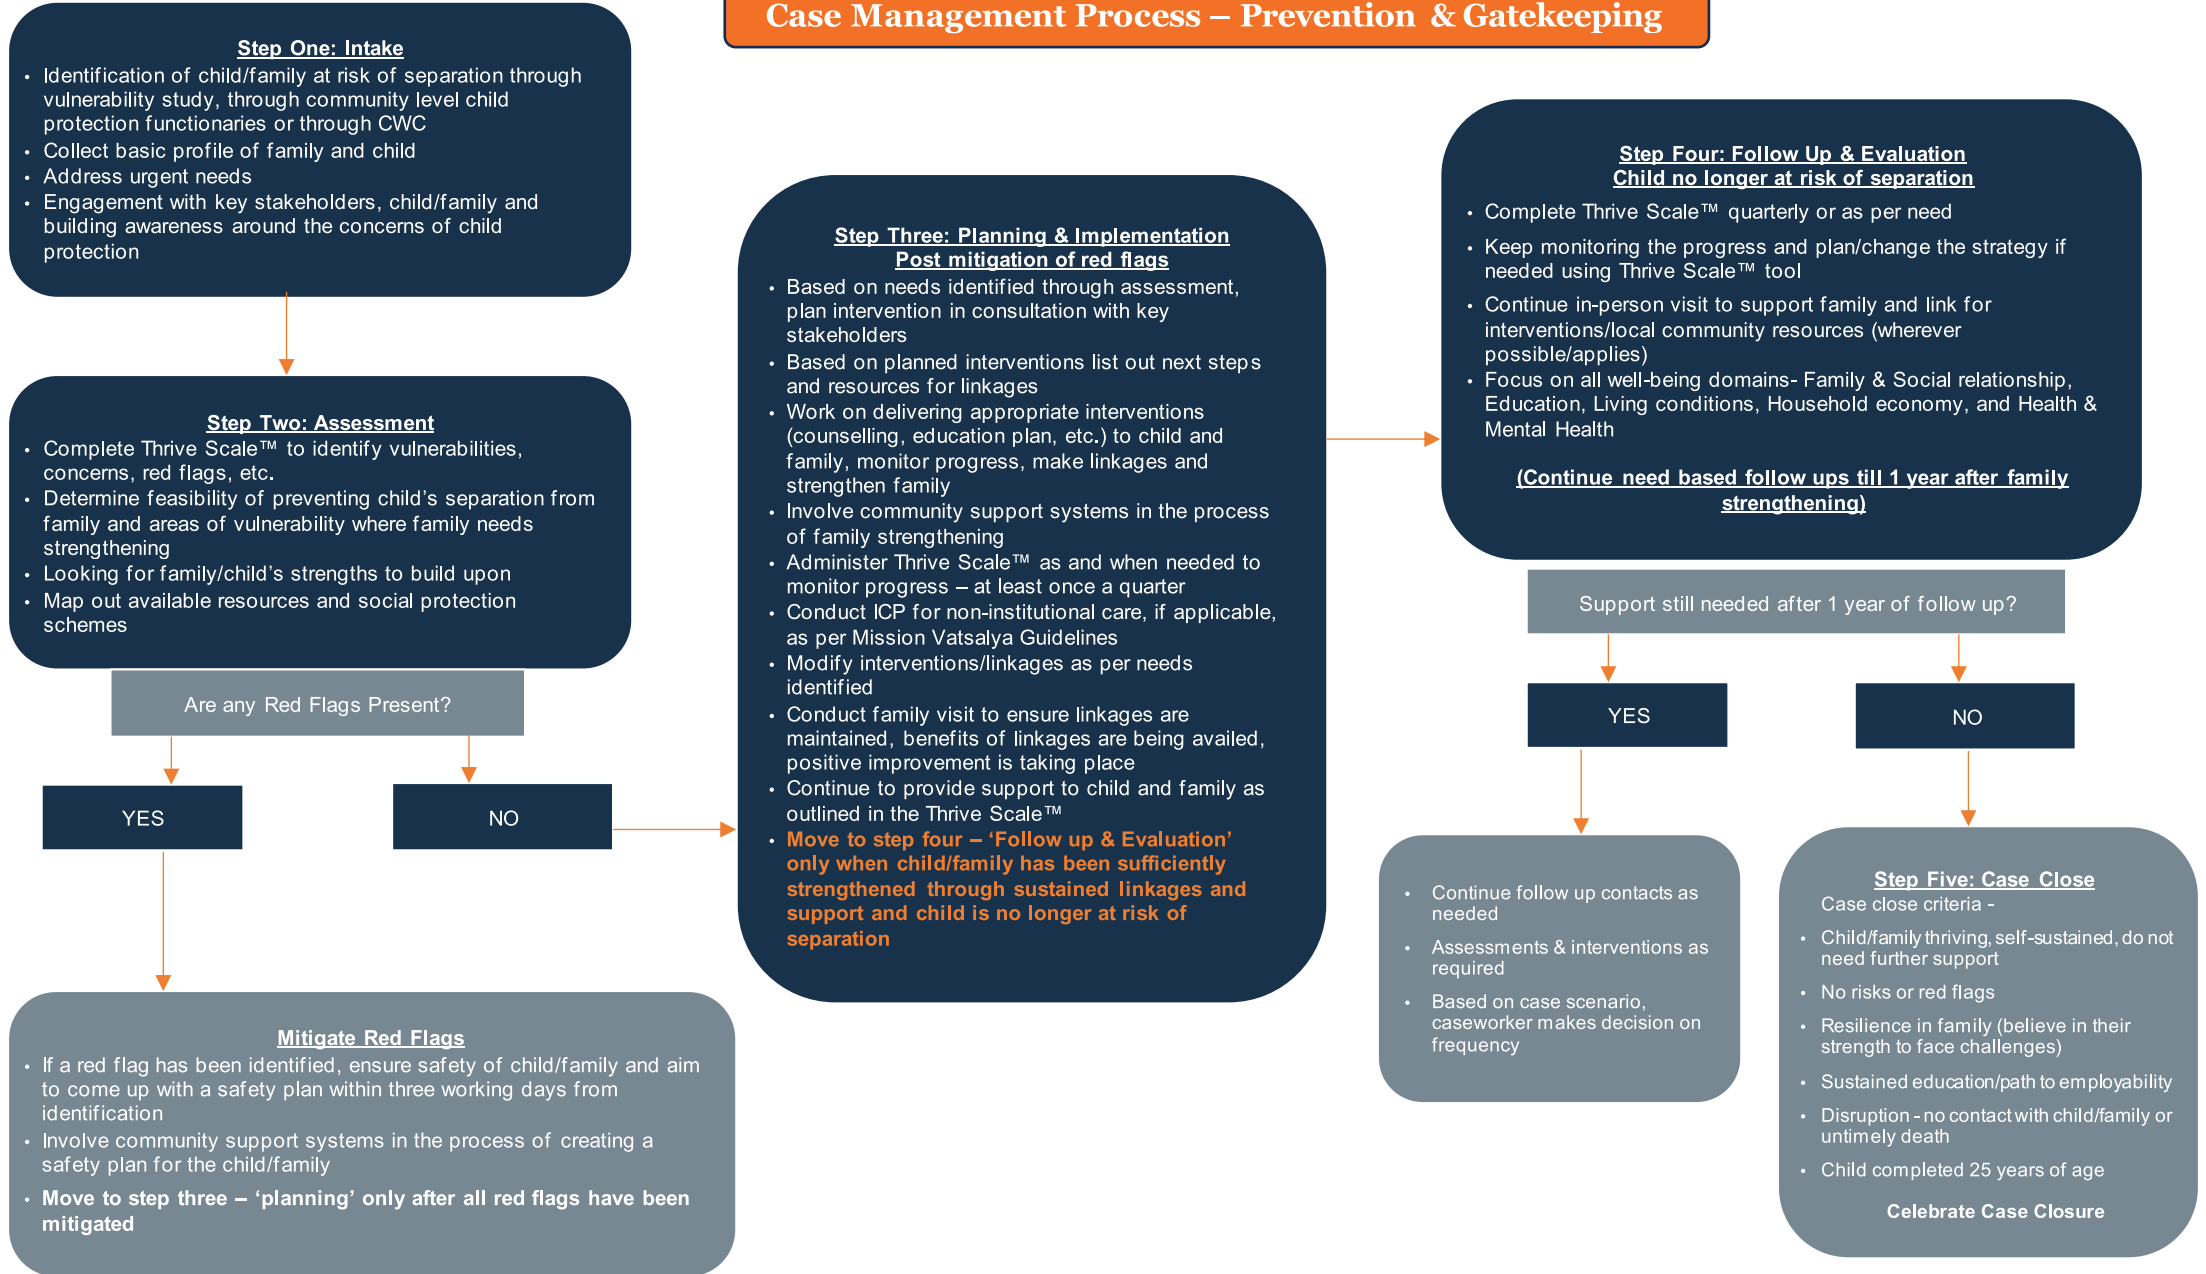 Case Management Process – Prevention & Gatekeeping
Step One: Intake
• Identification of child/family at risk of separation through
vulnerability study, through community level child
protection functionaries or through CWC
• Collect basic profile of family and child
• Address urgent needs
• Engagement with key stakeholders, child/family and
building awareness around the concerns of child
protection
Step Two: Assessment
• Complete Thrive Scale™ to identify vulnerabilities,
concerns, red flags, etc.
• Determine feasibility of preventing child’s separation from
family and areas of vulnerability where family needs
strengthening
• Looking for family/child’s strengths to build upon
• Map out available resources and social protection
schemes
Are any Red Flags Present?
YES
NO
Mitigate Red Flags
• If a red flag has been identified, ensure safety of child/family and aim
to come up with a safety plan within three working days from
identification
• Involve community support systems in the process of creating a
safety plan for the child/family
• Move to step three – ‘planning’ only after all red flags have been
mitigated
Step Three: Planning & Implementation
Post mitigation of red flags
• Based on needs identified through assessment,
plan intervention in consultation with key
stakeholders
• Based on planned interventions list out next steps
and resources for linkages
• Work on delivering appropriate interventions
(counselling, education plan, etc.) to child and
family, monitor progress, make linkages and
strengthen family
• Involve community support systems in the process
of family strengthening
• Administer Thrive Scale™ as and when needed to
monitor progress – at least once a quarter
• Conduct ICP for non-institutional care, if applicable,
as per Mission Vatsalya Guidelines
• Modify interventions/linkages as per needs
identified
• Conduct family visit to ensure linkages are
maintained, benefits of linkages are being availed,
positive improvement is taking place
• Continue to provide support to child and family as
outlined in the Thrive Scale™
• Move to step four – ‘Follow up & Evaluation’
only when child/family has been sufficiently
strengthened through sustained linkages and
support and child is no longer at risk of
separation
Step Four: Follow Up & Evaluation
Child no longer at risk of separation
• Complete Thrive Scale™ quarterly or as per need
• Keep monitoring the progress and plan/change the strategy if
needed using Thrive Scale™ tool
• Continue in-person visit to support family and link for
interventions/local community resources (wherever
possible/applies)
• Focus on all well-being domains- Family & Social relationship,
Education, Living conditions, Household economy, and Health &
Mental Health
(Continue need based follow ups till 1 year after family
strengthening)
Support still needed after 1 year of follow up?
YES
NO
• Continue follow up contacts as
needed
• Assessments & interventions as
required
• Based on case scenario,
caseworker makes decision on
frequency
Step Five: Case Close
Case close criteria -
• Child/family thriving, self-sustained, do not
need further support
• No risks or red flags
• Resilience in family (believe in their
strength to face challenges)
• Sustained education/path to employability
• Disruption - no contact with child/family or
untimely death
• Child completed 25 years of age
Celebrate Case Closure